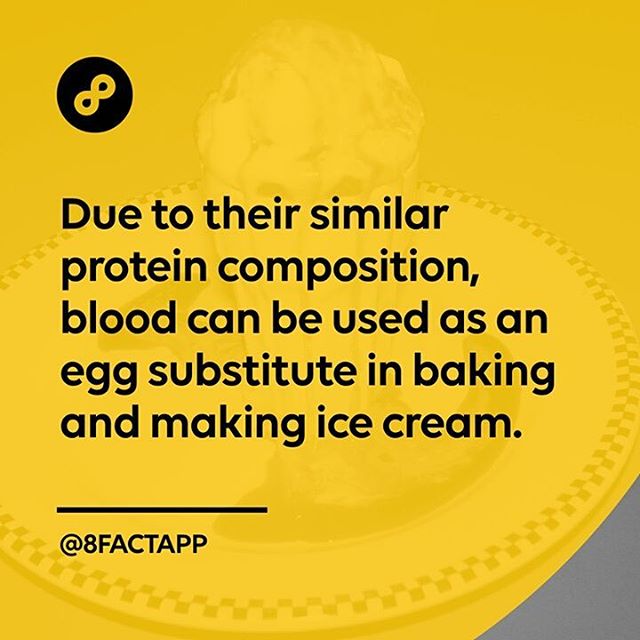 Due to their similar
protein composition,
blood can be used as an
egg substitute in baking
and making ice cream.
@8FACTAPP